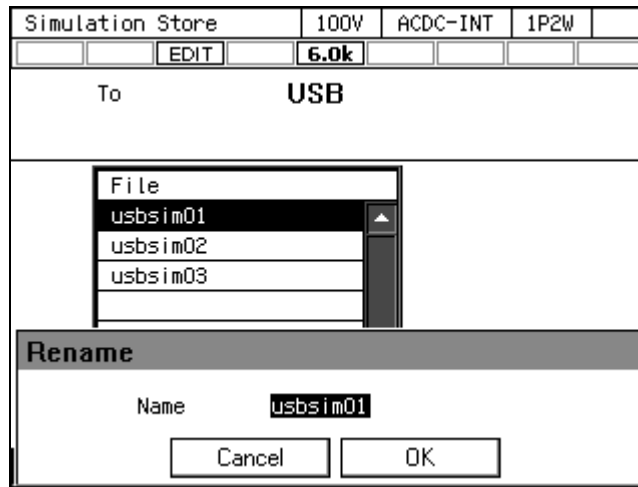 Simulation Store 100V ACDC-INT 1P2W
EDIT 6.0k
To USB
File
usbsim01
usbsim02
usbsim03
Rename
Name usbsim01
Cancel OK